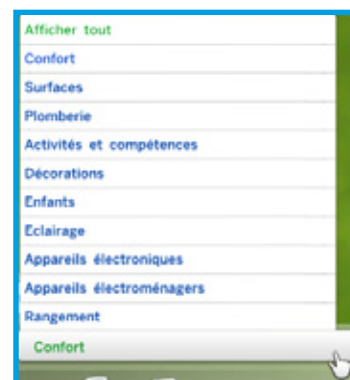 Afficher tout
Confort
Surfaces
Plomberie
Activités et compétences
Décorations
Enfants
Eclairage
Appareils électroniques
Appareils électroménagers
Rangement
Confort